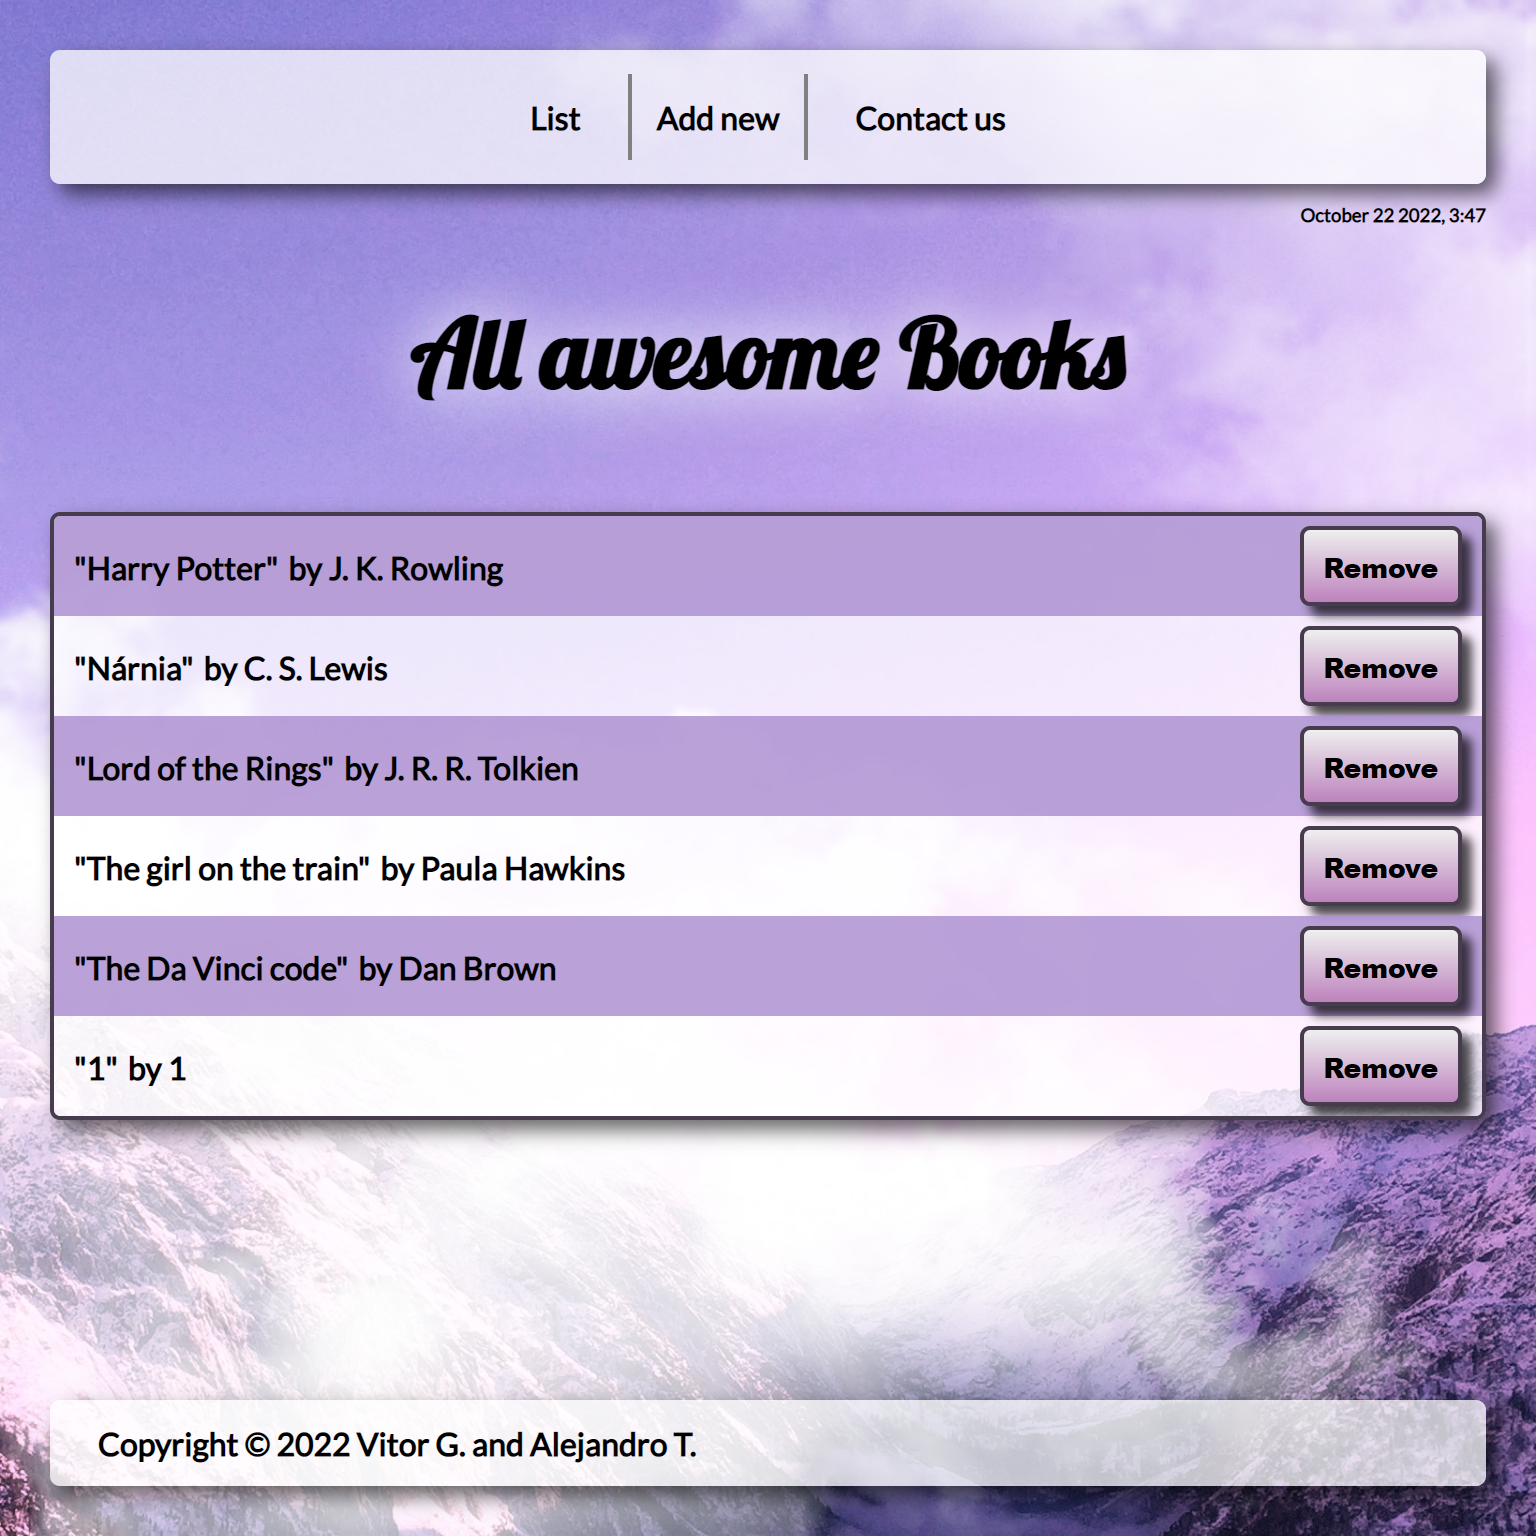 List
Add new
Contact us
October 22 2022, 3:47
All awesome Books
"Harry Potter" by J. K. Rowling
Remove
"Nárnia" by C. S. Lewis
Remove
"Lord of the Rings" by J. R. R. Tolkien
Remove
"The girl on the train" by Paula Hawkins
Remove
"The Da Vinci code" by Dan Brown
Remove
"1" by 1
Remove
Copyright © 2022 Vitor G. and Alejandro T.